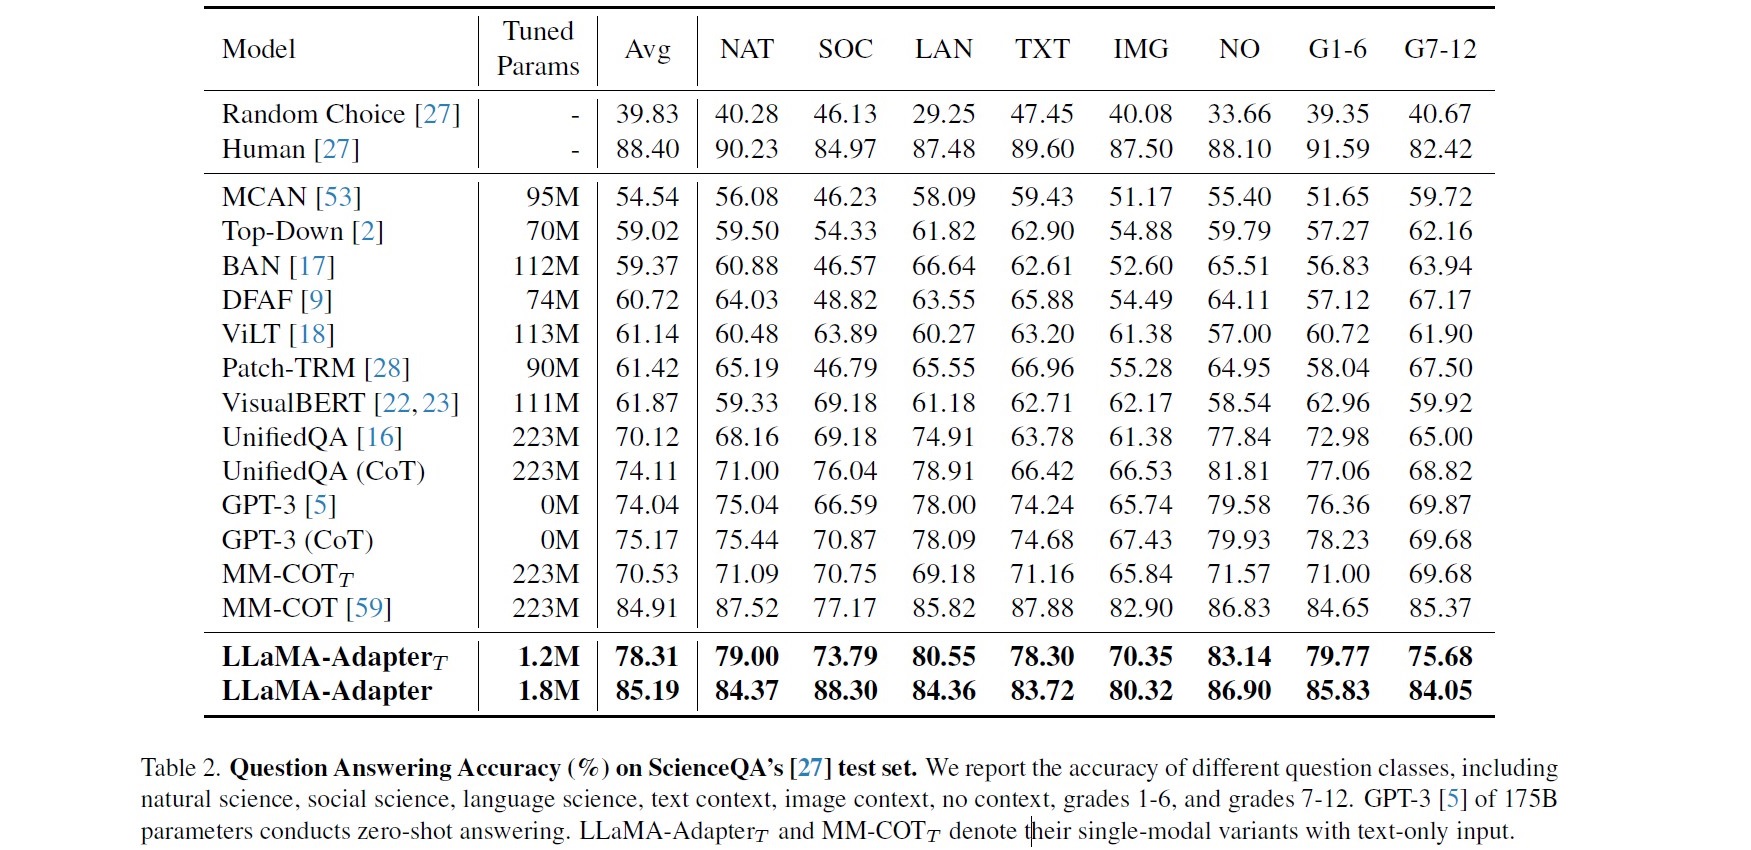 Model Tuned Params Avg NAT SOC LAN TXT IMG NO G1-6 G7-12
Random Choice [27] - 39.83 40.28 46.13 29.25 47.45 40.08 33.66 39.35 40.67
Human [27] - 88.40 90.23 84.97 87.48 89.60 87.50 88.10 91.59 82.42
MCAN [53] 95M 54.54 56.08 46.23 58.09 59.43 51.17 55.40 51.65 59.72
Top-Down [2] 70M 59.02 59.50 54.33 61.82 62.90 54.88 59.79 57.27 62.16
BAN [17] 112M 59.37 60.88 46.57 66.64 62.61 52.60 65.51 56.83 63.94
DFAF [9] 74M 60.72 64.03 48.82 63.55 65.88 54.49 64.11 57.12 67.17
ViLT [18] 113M 61.14 60.48 63.89 60.27 63.20 61.38 57.00 60.72 61.90
Patch-TRM [28] 90M 61.42 65.19 46.79 65.55 66.96 55.28 64.95 58.04 67.50
VisualBERT [22, 23] 111M 61.87 59.33 69.18 61.18 62.71 62.17 58.54 62.96 59.92
UnifiedQA [16] 223M 70.12 68.16 69.18 74.91 63.78 61.38 77.84 72.98 65.00
UnifiedQA (CoT) 223M 74.11 71.00 76.04 78.91 66.42 66.53 81.81 77.06 68.82
GPT-3 [5] 0M 74.04 75.04 66.59 78.00 74.24 65.74 79.58 76.36 69.87
GPT-3 (CoT) 0M 75.17 75.44 70.87 78.09 74.68 67.43 79.93 78.23 69.68
MM-COT_T 223M 70.53 71.09 70.75 69.18 71.16 65.84 71.57 71.00 69.68
MM-COT [59] 223M 84.91 87.52 77.17 85.82 87.88 82.90 86.83 84.65 85.37
LLaMA-Adapter_T 1.2M 78.31 79.00 73.79 80.55 78.30 70.35 83.14 79.77 75.68
LLaMA-Adapter 1.8M 85.19 84.37 88.30 84.36 83.72 80.32 86.90 85.83 84.05
Table 2. Question Answering Accuracy (%) on ScienceQA's [27] test set. We report the accuracy of different question classes, including
natural science, social science, language science, text context, image context, no context, grades 1-6, and grades 7-12. GPT-3 [5] of 175B
parameters conducts zero-shot answering. LLaMA-Adapter_T and MM-COT_T denote their single-modal variants with text-only input.